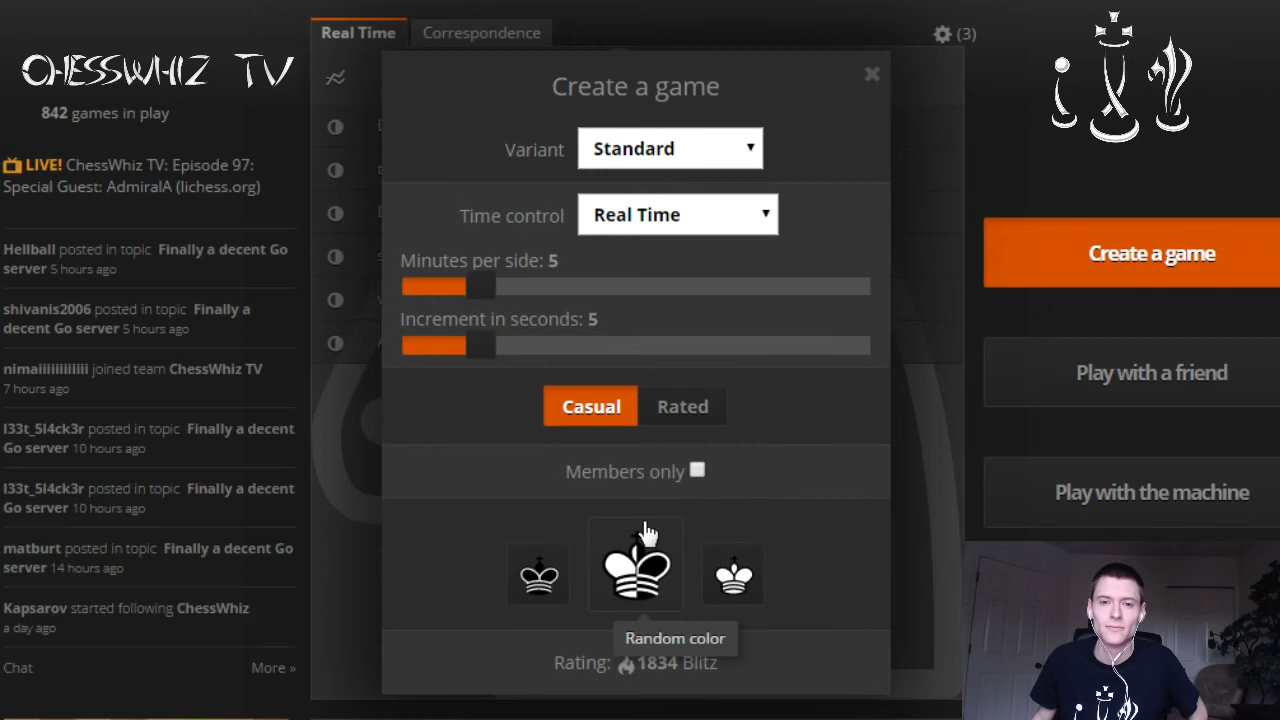 CHESSWHIZ TV
842 games in play
LIVE! ChessWhiz TV: Episode 97:
Special Guest: AdmiralA (lichess.org)
Hellball posted in topic Finally a decent Go
server 5 hours ago
shivanis2006 posted in topic Finally a
decent Go server 5 hours ago
nimaiiiiiiiiiiiii joined team ChessWhiz TV
7 hours ago
l33t_5l4ck3r posted in topic Finally a decent
Go server 10 hours ago
l33t_5l4ck3r posted in topic Finally a decent
Go server 10 hours ago
matburt posted in topic Finally a decent Go
server 14 hours ago
Kapsarov started following ChessWhiz
a day ago
Chat More »
Real Time Correspondence (3)
Create a game
Variant Standard
Time control Real Time
Minutes per side: 5
Increment in seconds: 5
Casual Rated
Members only
Random color
Rating: 1834 Blitz
Create a game
Play with a friend
Play with the machine